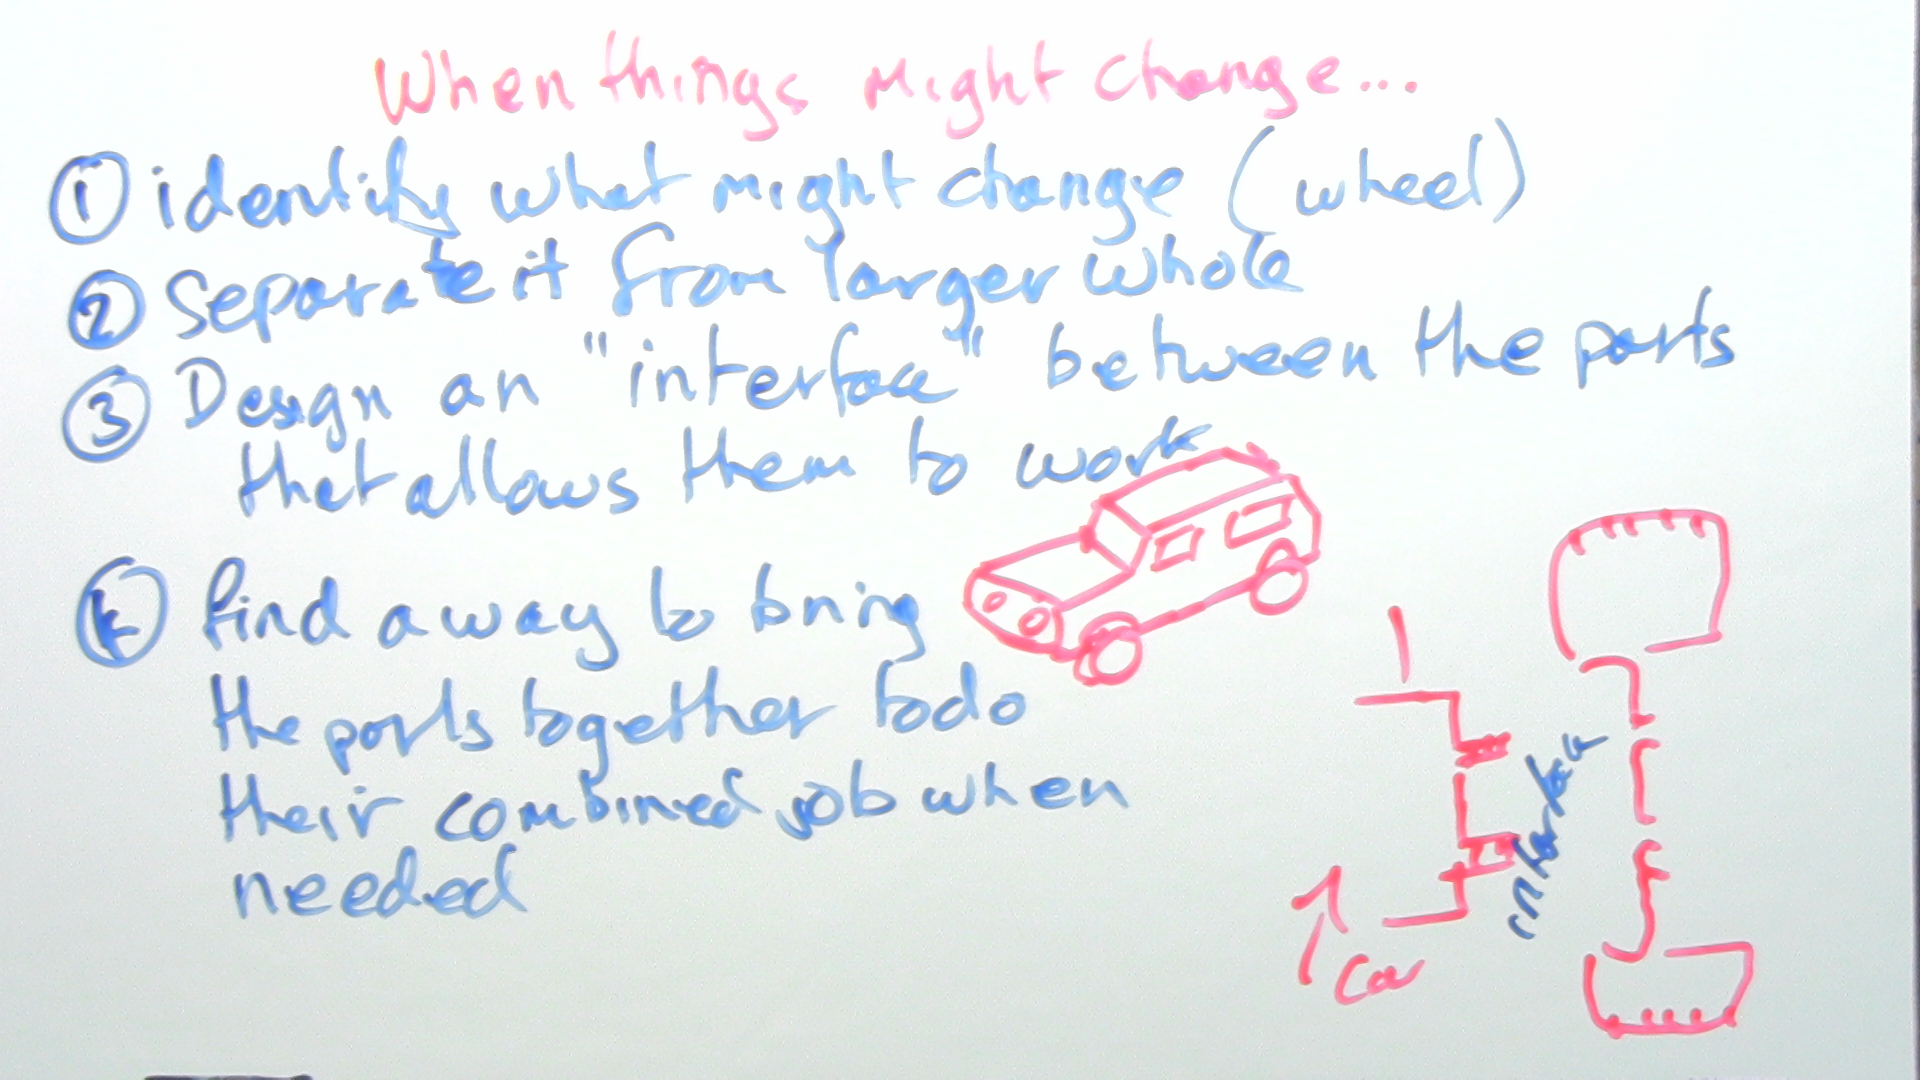 When things might change...
① identify what might change (wheel)
② Separate it from larger whole
③ Design an "interface" between the parts
that allows them to work
④ find a way to bring
the parts together to do
their combined job when
needed
interface
Car